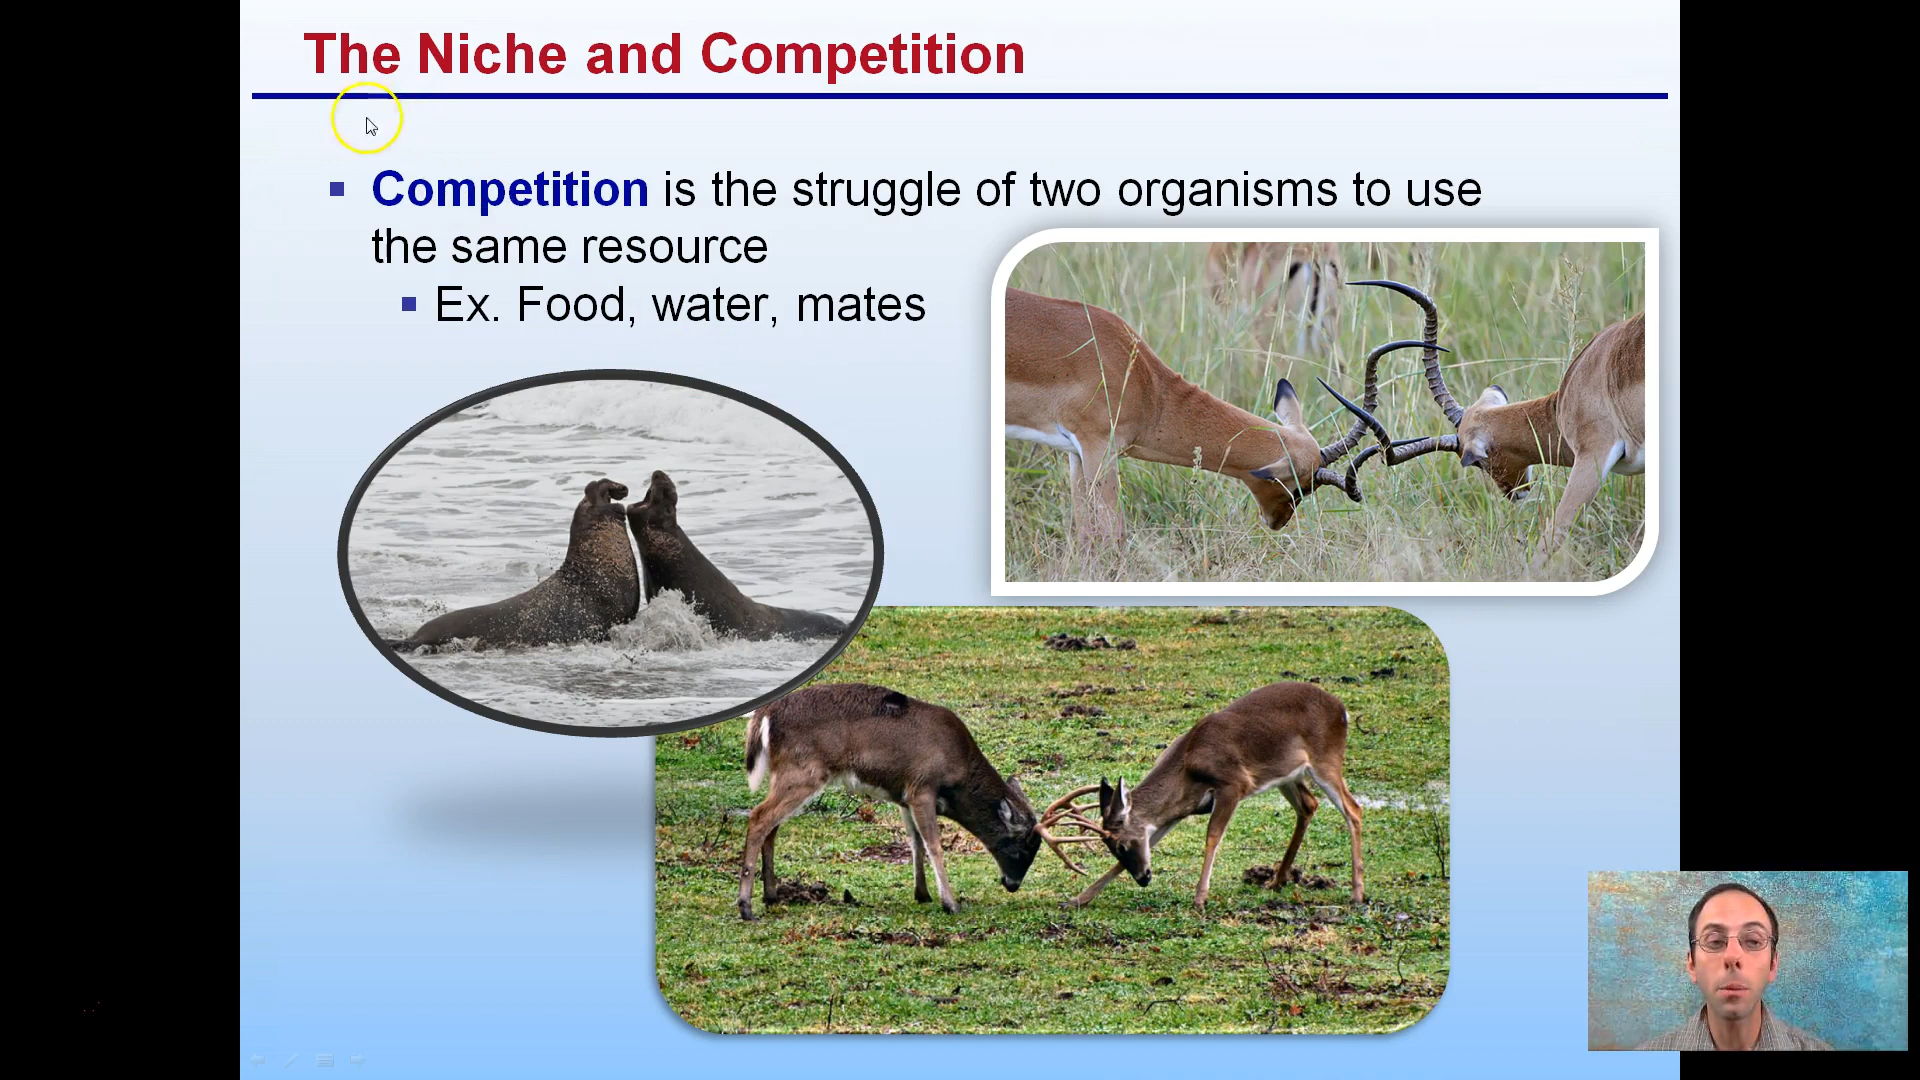 The Niche and Competition
Competition is the struggle of two organisms to use
the same resource
Ex. Food, water, mates